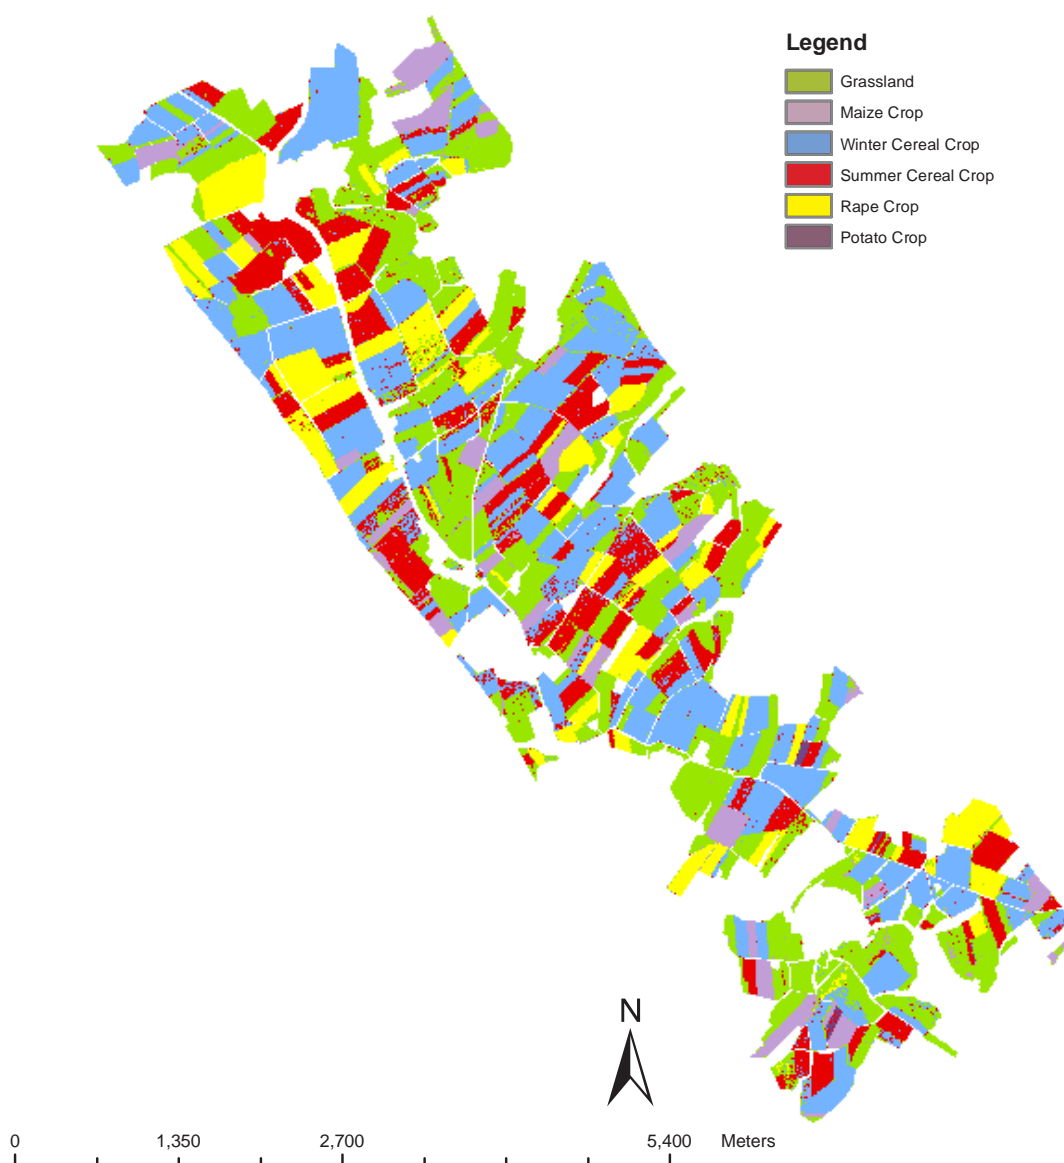 Legend
Grassland
Maize Crop
Winter Cereal Crop
Summer Cereal Crop
Rape Crop
Potato Crop
N
0 1,350 2,700 5,400 Meters